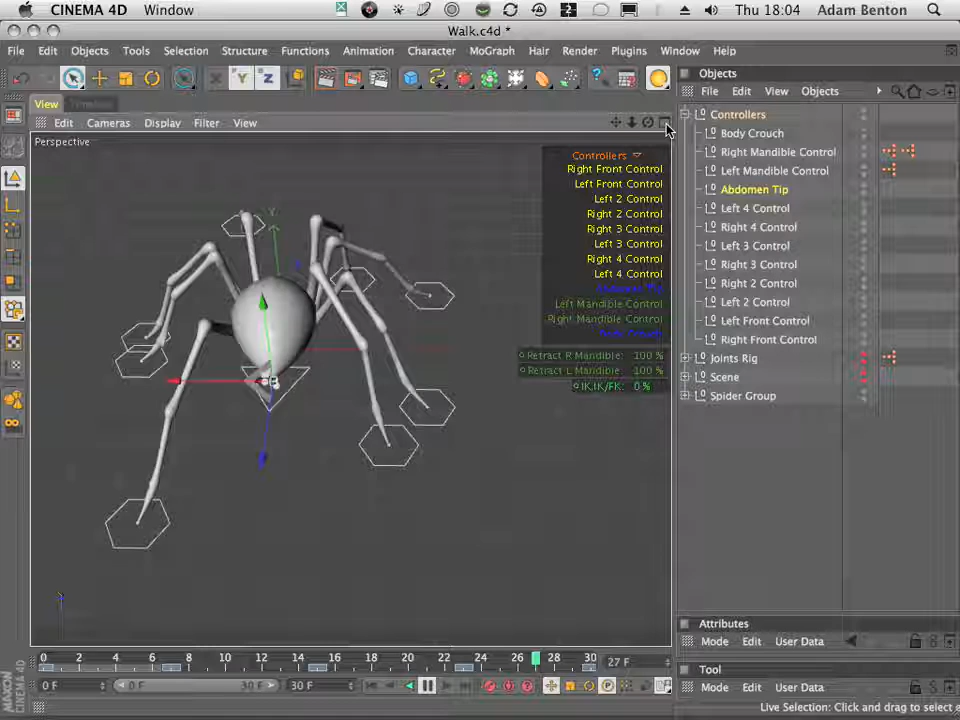 CINEMA 4D Window Thu 18:04 Adam Benton
Walk.c4d *
File Edit Objects Tools Selection Structure Functions Animation Character MoGraph Hair Render Plugins Window Help
Objects
View Timeline
File Edit View Objects
Edit Cameras Display Filter View
Perspective
Controllers
Right Front Control
Left Front Control
Left 2 Control
Right 2 Control
Right 3 Control
Left 3 Control
Right 4 Control
Left 4 Control
Abdomen Tip
Left Mandible Control
Right Mandible Control
Body Crouch
Retract R Mandible: 100 %
Retract L Mandible: 100 %
IK.IK/FK: 0 %
Y
Controllers
Body Crouch
Right Mandible Control
Left Mandible Control
Abdomen Tip
Left 4 Control
Right 4 Control
Left 3 Control
Right 3 Control
Right 2 Control
Left 2 Control
Left Front Control
Right Front Control
Joints Rig
Scene
Spider Group
Attributes
Mode Edit User Data
0 2 4 6 8 10 12 14 16 18 20 22 24 26 28 30 27 F
0 F 0 F 30 F 30 F
Tool
Mode Edit User Data
MAXON
CINEMA 4D
Live Selection: Click and drag to select e